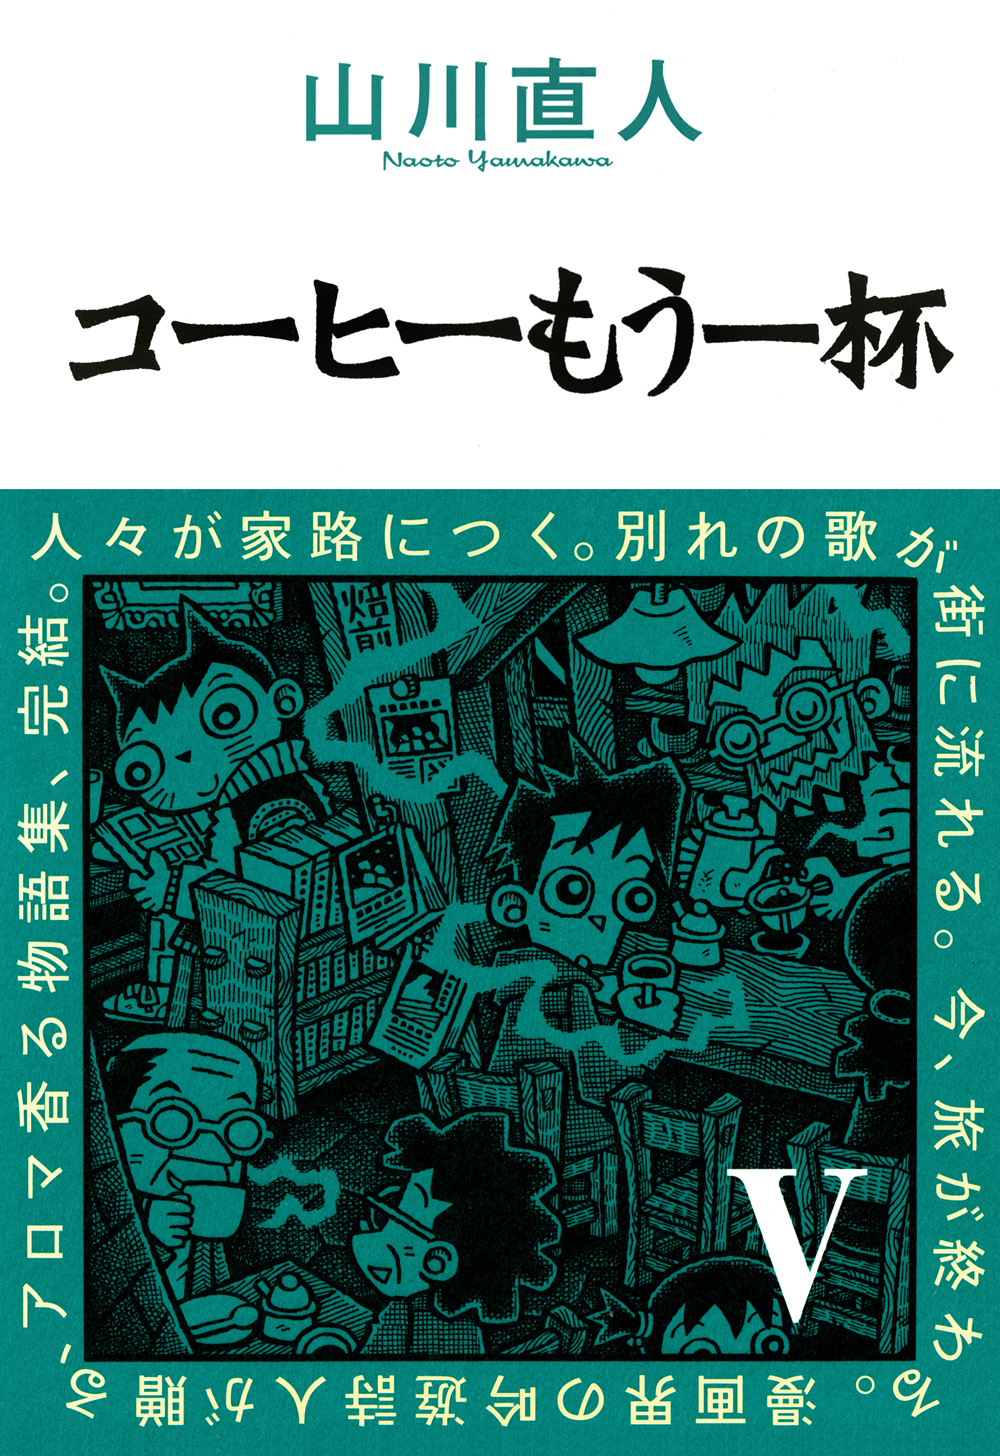 山川直人
Naoto Yamakawa
コーヒーもう一杯
人々が家路につく。別れの歌が
街に流れる。今、旅が終わ
る。漫画界の吟遊詩人が贈
る、アロマ香る物語集、完結。
焙煎
V